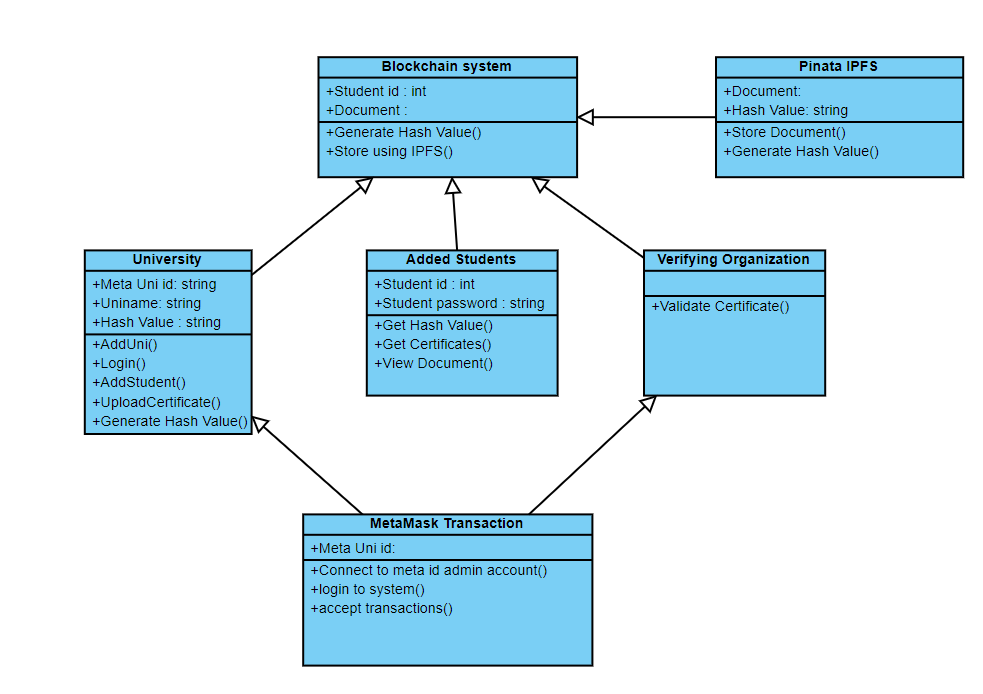 Blockchain system
+Student id : int
+Document :
+Generate Hash Value()
+Store using IPFS()
Pinata IPFS
+Document:
+Hash Value: string
+Store Document()
+Generate Hash Value()
University
+Meta Uni id: string
+Uniname: string
+Hash Value : string
+AddUni()
+Login()
+AddStudent()
+UploadCertificate()
+Generate Hash Value()
Added Students
+Student id : int
+Student password : string
+Get Hash Value()
+Get Certificates()
+View Document()
Verifying Organization
+Validate Certificate()
MetaMask Transaction
+Meta Uni id:
+Connect to meta id admin account()
+login to system()
+accept transactions()